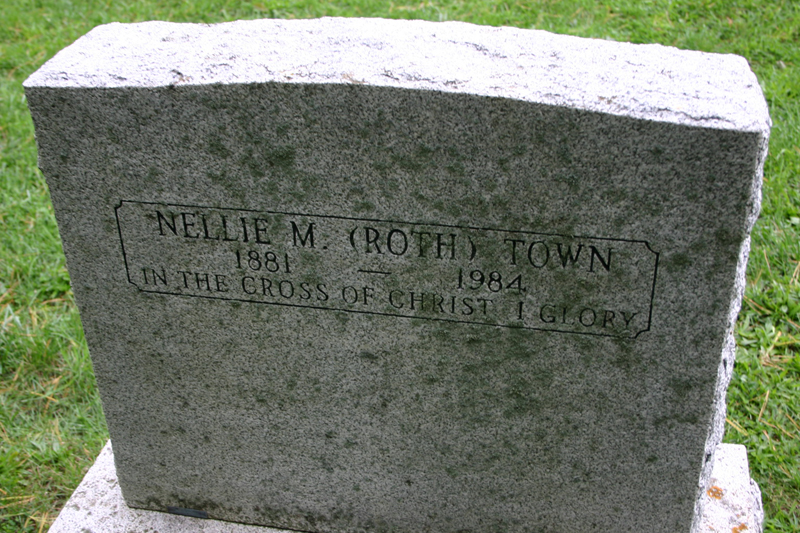 NELLIE M. (ROTH) TOWN
1881 — 1984
IN THE CROSS OF CHRIST I GLORY